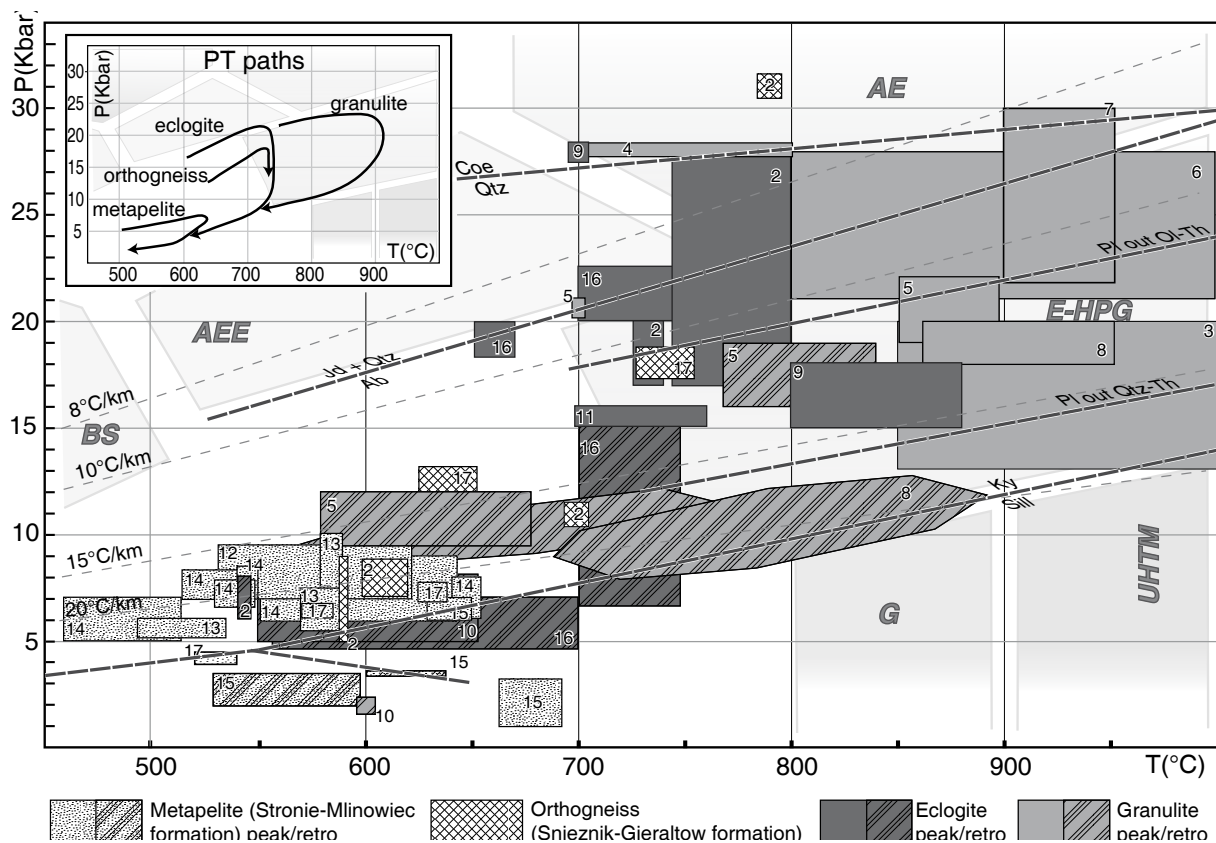 P(Kbar)
30
25
20
15
10
5
500
600
700
800
900
T(°C)
PT paths
P(Kbar)
30
25
20
15
10
5
500
600
700
800
900
T(°C)
granulite
eclogite
orthogneiss
metapelite
AE
AEE
BS
E-HPG
G
UHTM
Coe
Qtz
Jd + Qtz
Ab
Pl out Ol-Th
Pl out Qtz-Th
Ky
Sill
8°C/km
10°C/km
15°C/km
20°C/km
2
7
9
4
2
6
16
5
5
16
2
17
5
9
8
3
11
16
17
5
2
8
12
13
14
14
14
2
2
13
17
14
17
14
15
10
14
13
16
2
17
15
15
10
15
Metapelite (Stronie-Mlinowiec
formation) peak/retro
Orthogneiss
(Snieznik-Gieraltow formation)
Eclogite
peak/retro
Granulite
peak/retro